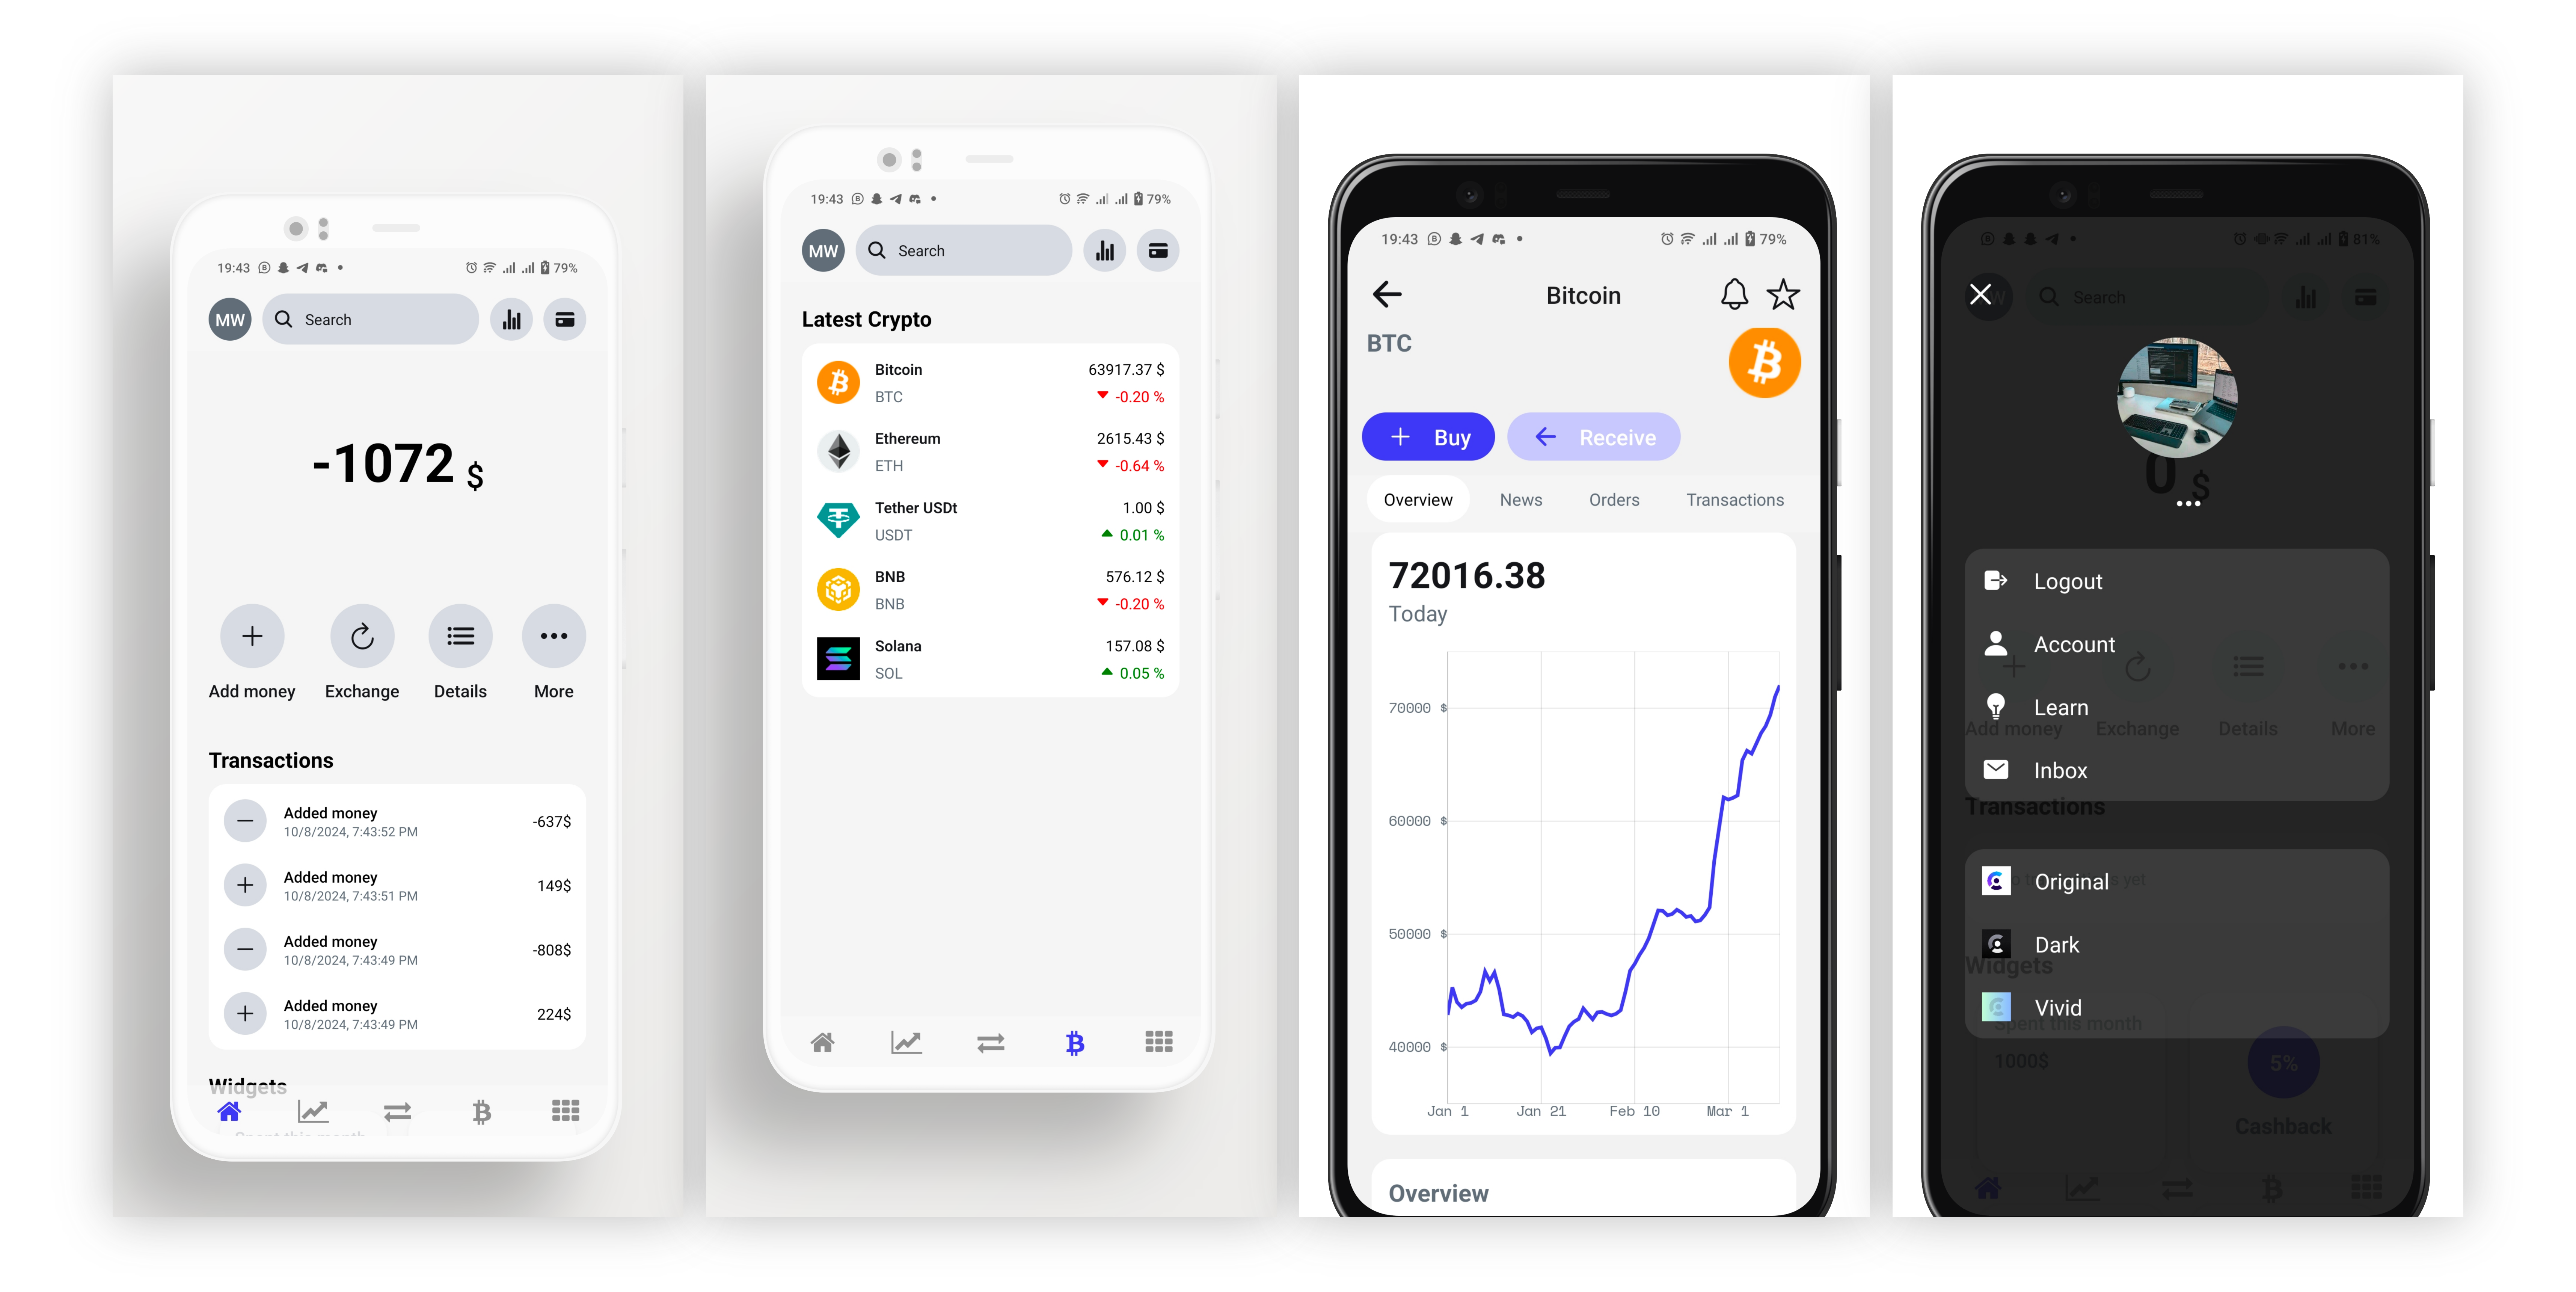 19:43 79%
MW Search
-1072 $
Add money Exchange Details More
Transactions
Added money -637$
10/8/2024, 7:43:52 PM
Added money 149$
10/8/2024, 7:43:51 PM
Added money -808$
10/8/2024, 7:43:49 PM
Added money 224$
10/8/2024, 7:43:49 PM
Widgets
Spent this month
19:43 79%
MW Search
Latest Crypto
Bitcoin 63917.37 $
BTC -0.20 %
Ethereum 2615.43 $
ETH -0.64 %
Tether USDt 1.00 $
USDT 0.01 %
BNB 576.12 $
BNB -0.20 %
Solana 157.08 $
SOL 0.05 %
19:43 79%
Bitcoin
BTC
Buy Receive
Overview News Orders Transactions
72016.38
Today
70000 $
60000 $
50000 $
40000 $
Jan 1 Jan 21 Feb 10 Mar 1
Overview
81%
Search
0 $
Logout
Account
Learn
Add money Exchange Details More
Inbox
Transactions
Original
yet
Dark
Widgets
Vivid
Spent this month
1000$ 5%
Cashback